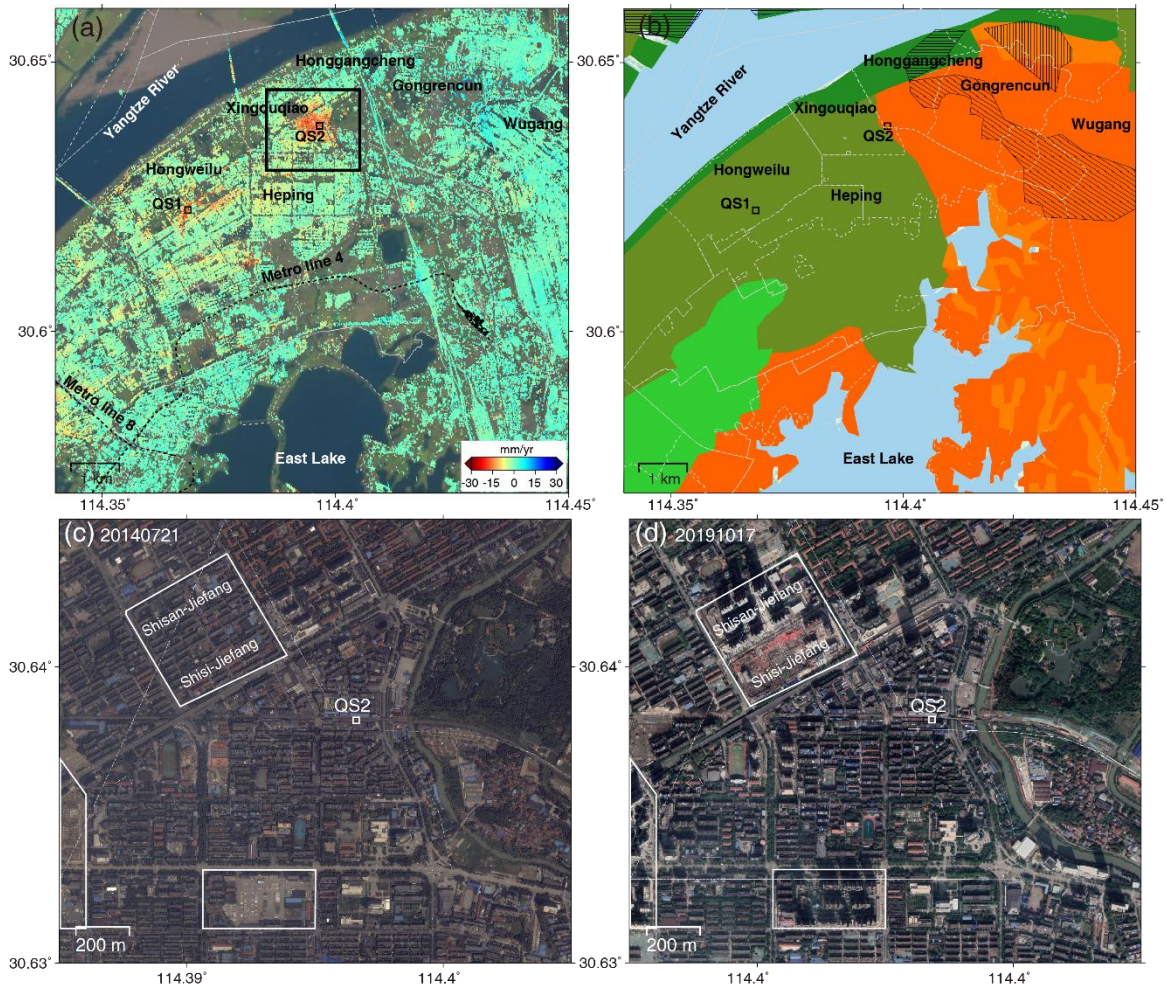 (a)
30.65°
Yangtze River
Honggangcheng
Gongrencun
Xingouqiao
Wugang
QS2
Hongweilu
QS1
Heping
Metro line 4
30.6°
Metro line 8
East Lake
mm/yr
-30 -15 0 15 30
1 km
114.35° 114.4° 114.45°
(b)
30.65°
Yangtze River
Honggangcheng
Gongrencun
Xingouqiao
Wugang
QS2
Hongweilu
Heping
QS1
30.6°
East Lake
1 km
114.35° 114.4° 114.45°
(c) 20140721
Shisan-Jiefang
Shisi-Jiefang
30.64°
QS2
200 m
30.63°
114.39° 114.4°
(d) 20191017
Shisan-Jiefang
Shisi-Jiefang
30.64°
QS2
200 m
30.63°
114.4° 114.4°